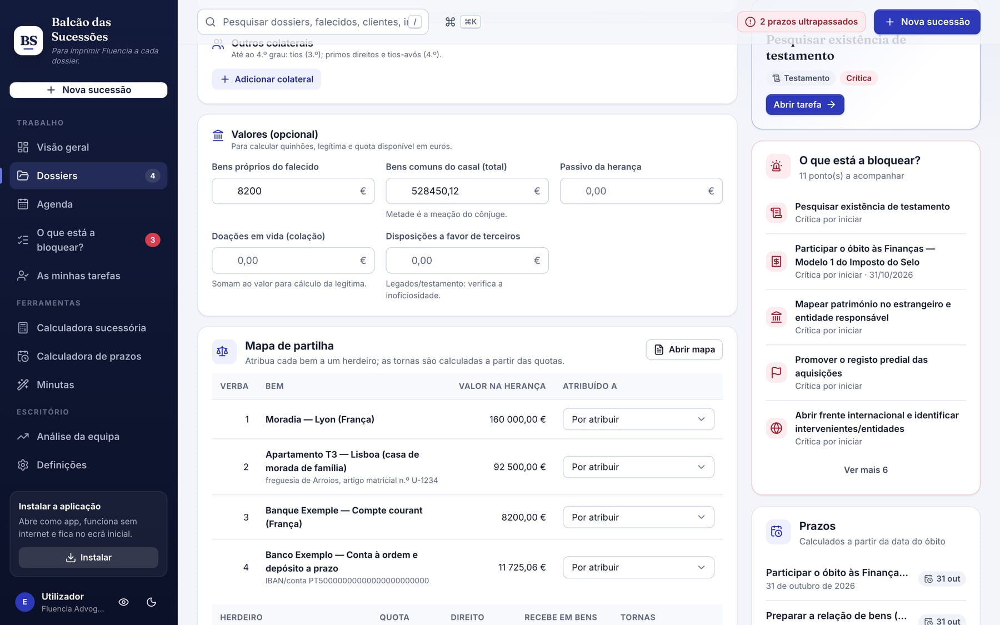 BS
Balcão das
Sucessões
Para imprimir Fluencia a cada
dossier.
Nova sucessão
TRABALHO
Visão geral
Dossiers 4
Agenda
O que está a
bloquear?
3
As minhas tarefas
FERRAMENTAS
Calculadora sucessória
Calculadora de prazos
Minutas
ESCRITÓRIO
Análise da equipa
Definições
Instalar a aplicação
Abre como app, funciona sem
internet e fica no ecrã inicial.
Instalar
E
Utilizador
Fluencia Advog...
Pesquisar dossiers, falecidos, clientes, i /
⌘ ⌘K
2 prazos ultrapassados
Nova sucessão
Outros colaterais
Até ao 4.º grau: tios (3.º); primos direitos e tios-avós (4.º).
Adicionar colateral
Valores (opcional)
Para calcular quinhões, legítima e quota disponível em euros.
Bens próprios do falecido
8200 €
Bens comuns do casal (total)
528450,12 €
Metade é a meação do cônjuge.
Passivo da herança
0,00 €
Doações em vida (colação)
0,00 €
Somam ao valor para cálculo da legítima.
Disposições a favor de terceiros
0,00 €
Legados/testamento: verifica a
inoficiosidade.
Mapa de partilha
Atribua cada bem a um herdeiro; as tornas são calculadas a partir das quotas.
Abrir mapa
VERBA BEM VALOR NA HERANÇA ATRIBUÍDO A
1 Moradia — Lyon (França) 160 000,00 € Por atribuir
2 Apartamento T3 — Lisboa (casa de
morada de família)
freguesia de Arroios, artigo matricial n.º U-1234
92 500,00 € Por atribuir
3 Banque Exemple — Compte courant
(França)
8200,00 € Por atribuir
4 Banco Exemplo — Conta à ordem e
depósito a prazo
IBAN/conta PT50000000000000000000000
11 725,06 € Por atribuir
HERDEIRO QUOTA DIREITO RECEBE EM BENS TORNAS
Pesquisar existência de
testamento
Testamento Crítica
Abrir tarefa
O que está a bloquear?
11 ponto(s) a acompanhar
Pesquisar existência de testamento
Crítica por iniciar
Participar o óbito às Finanças —
Modelo 1 do Imposto do Selo
Crítica por iniciar · 31/10/2026
Mapear património no estrangeiro e
entidade responsável
Crítica por iniciar
Promover o registo predial das
aquisições
Crítica por iniciar
Abrir frente internacional e identificar
intervenientes/entidades
Crítica por iniciar
Ver mais 6
Prazos
Calculados a partir da data do óbito
Participar o óbito às Finança...
31 de outubro de 2026
31 out
Preparar a relação de bens (...
31 out